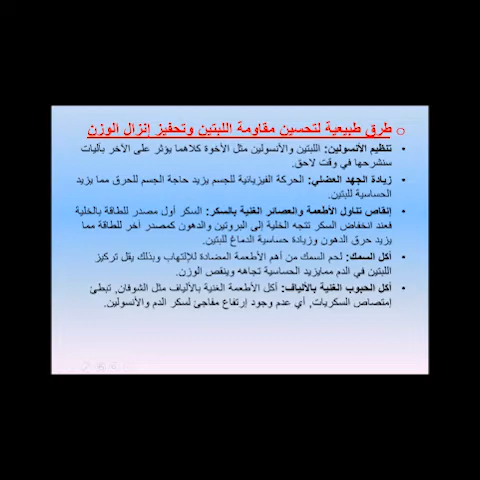 طرق طبيعية لتحسين مقاومة اللبتين وتحفيز إنزال الوزن
تنظيم الأنسولين: اللبتين والأنسولين مثل الأخوة كلاهما يؤثر على الآخر بآليات
سنشرحها في وقت لاحق.
زيادة الجهد العضلي: الحركة الفيزيائية للجسم يزيد حاجة الجسم للحرق مما يزيد
الحساسية للبتين.
إنقاص تناول الأطعمة والعصائر الغنية بالسكر: السكر أول مصدر للطاقة بالخلية
فعند انخفاض السكر تتجه الخلية إلى البروتين والدهون كمصدر آخر للطاقة مما
يزيد حرق الدهون وزيادة حساسية الدماغ للبتين.
أكل السمك: لحم السمك من أهم الأطعمة المضادة للإلتهاب وبذلك يقل تركيز
اللبتين في الدم ممايزيد الحساسية تجاهه وينقص الوزن.
أكل الحبوب الغنية بالألياف: أكل الأطعمة الغنية بالألياف مثل الشوفان, تبطئ
إمتصاص السكريات, أي عدم وجود إرتفاع مفاجئ لسكر الدم والأنسولين.